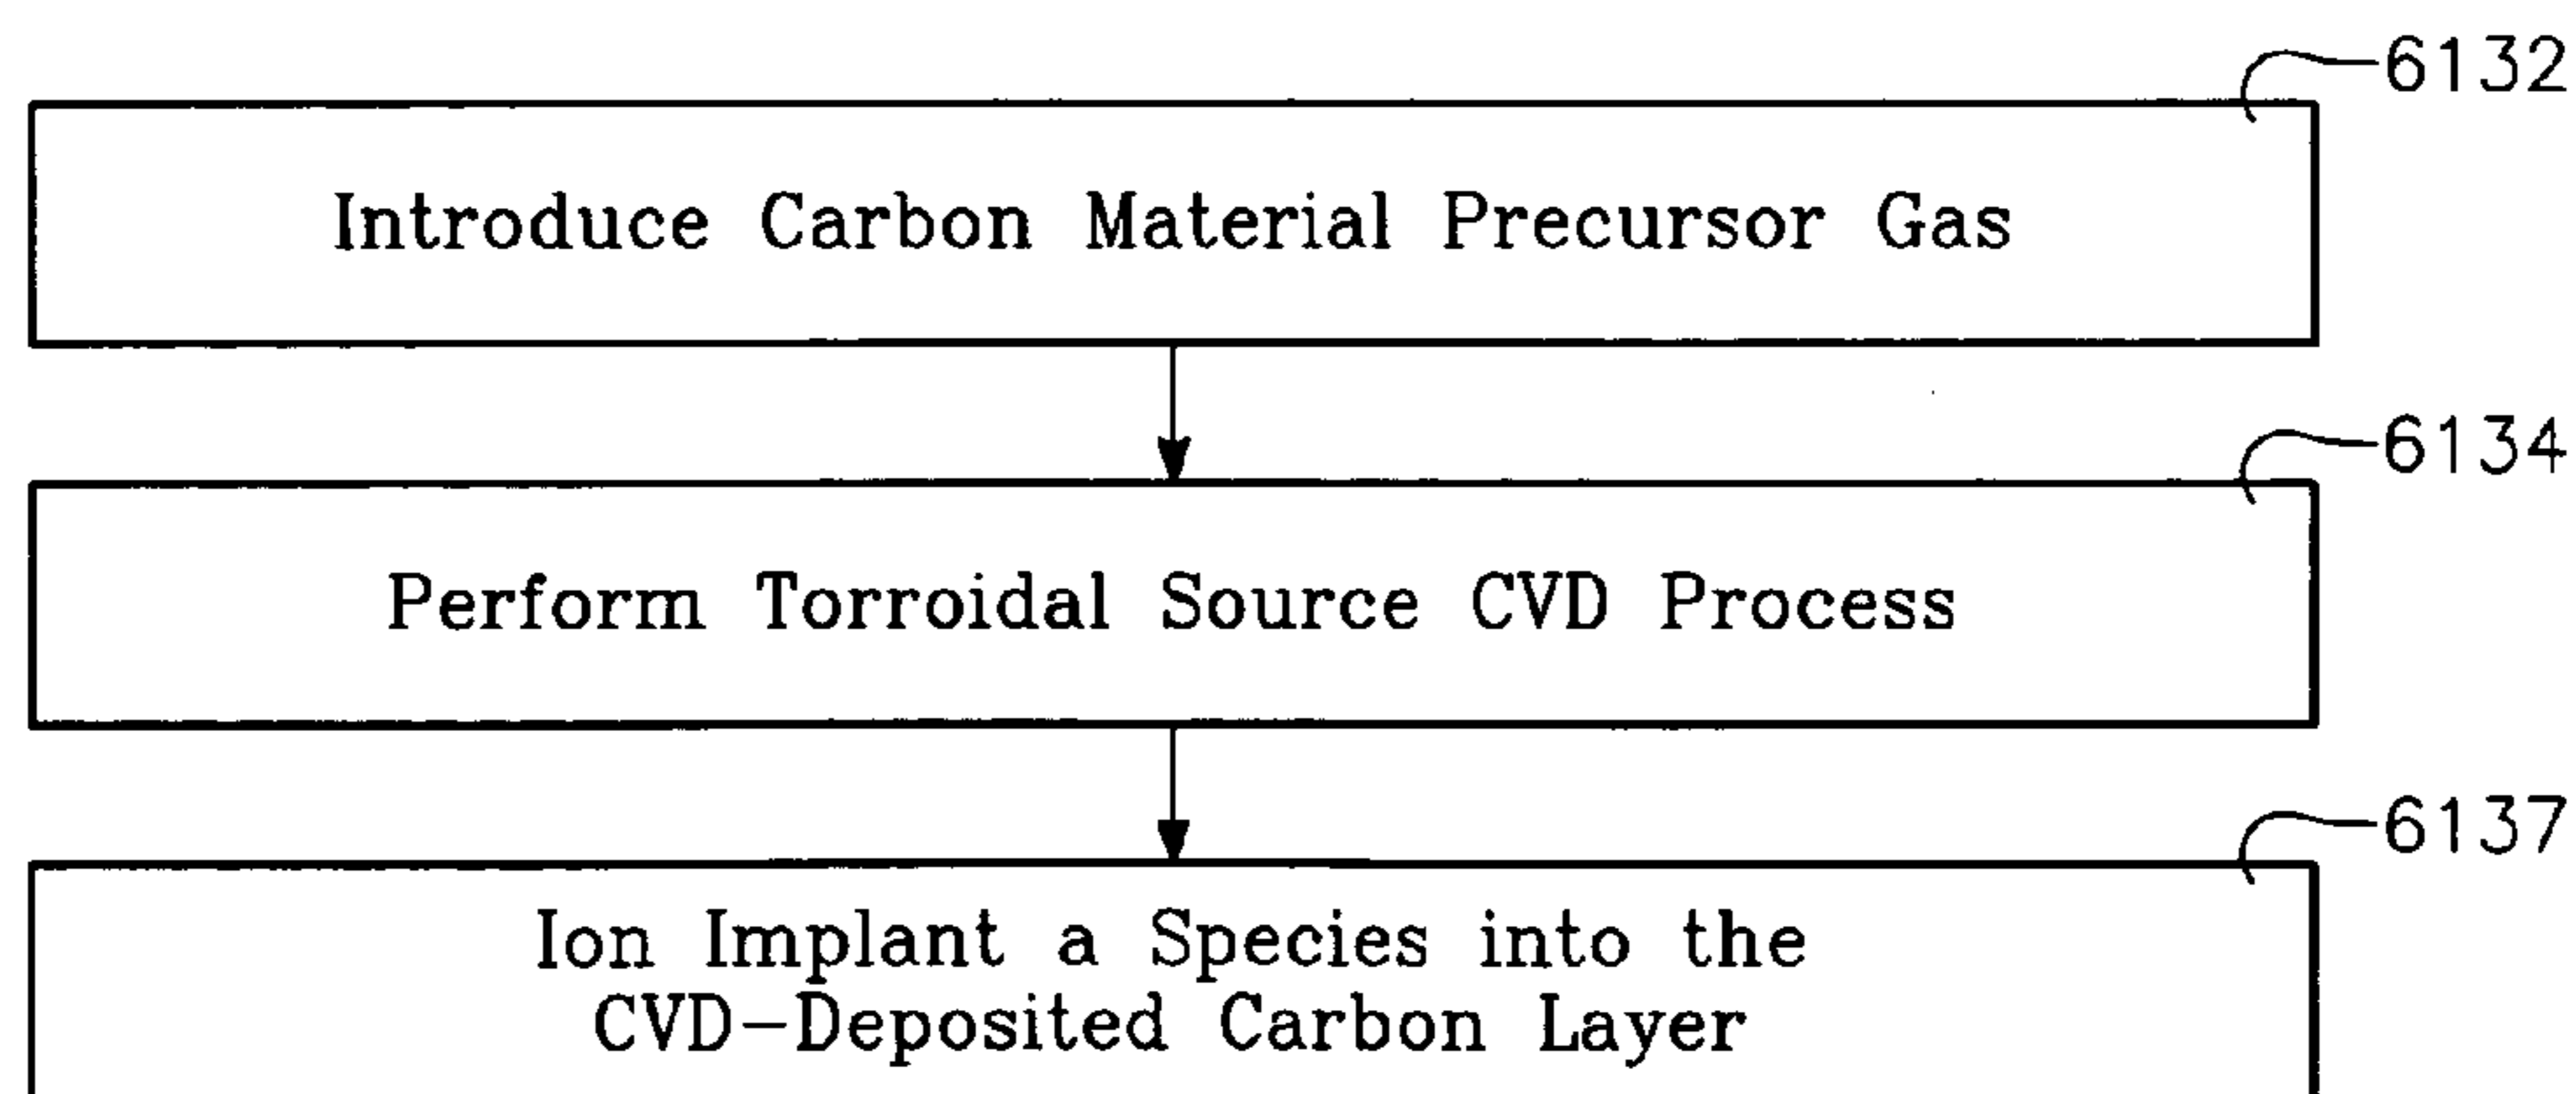 6132
Introduce Carbon Material Precursor Gas
6134
Perform Torroidal Source CVD Process
6137
Ion Implant a Species into the
CVD-Deposited Carbon Layer